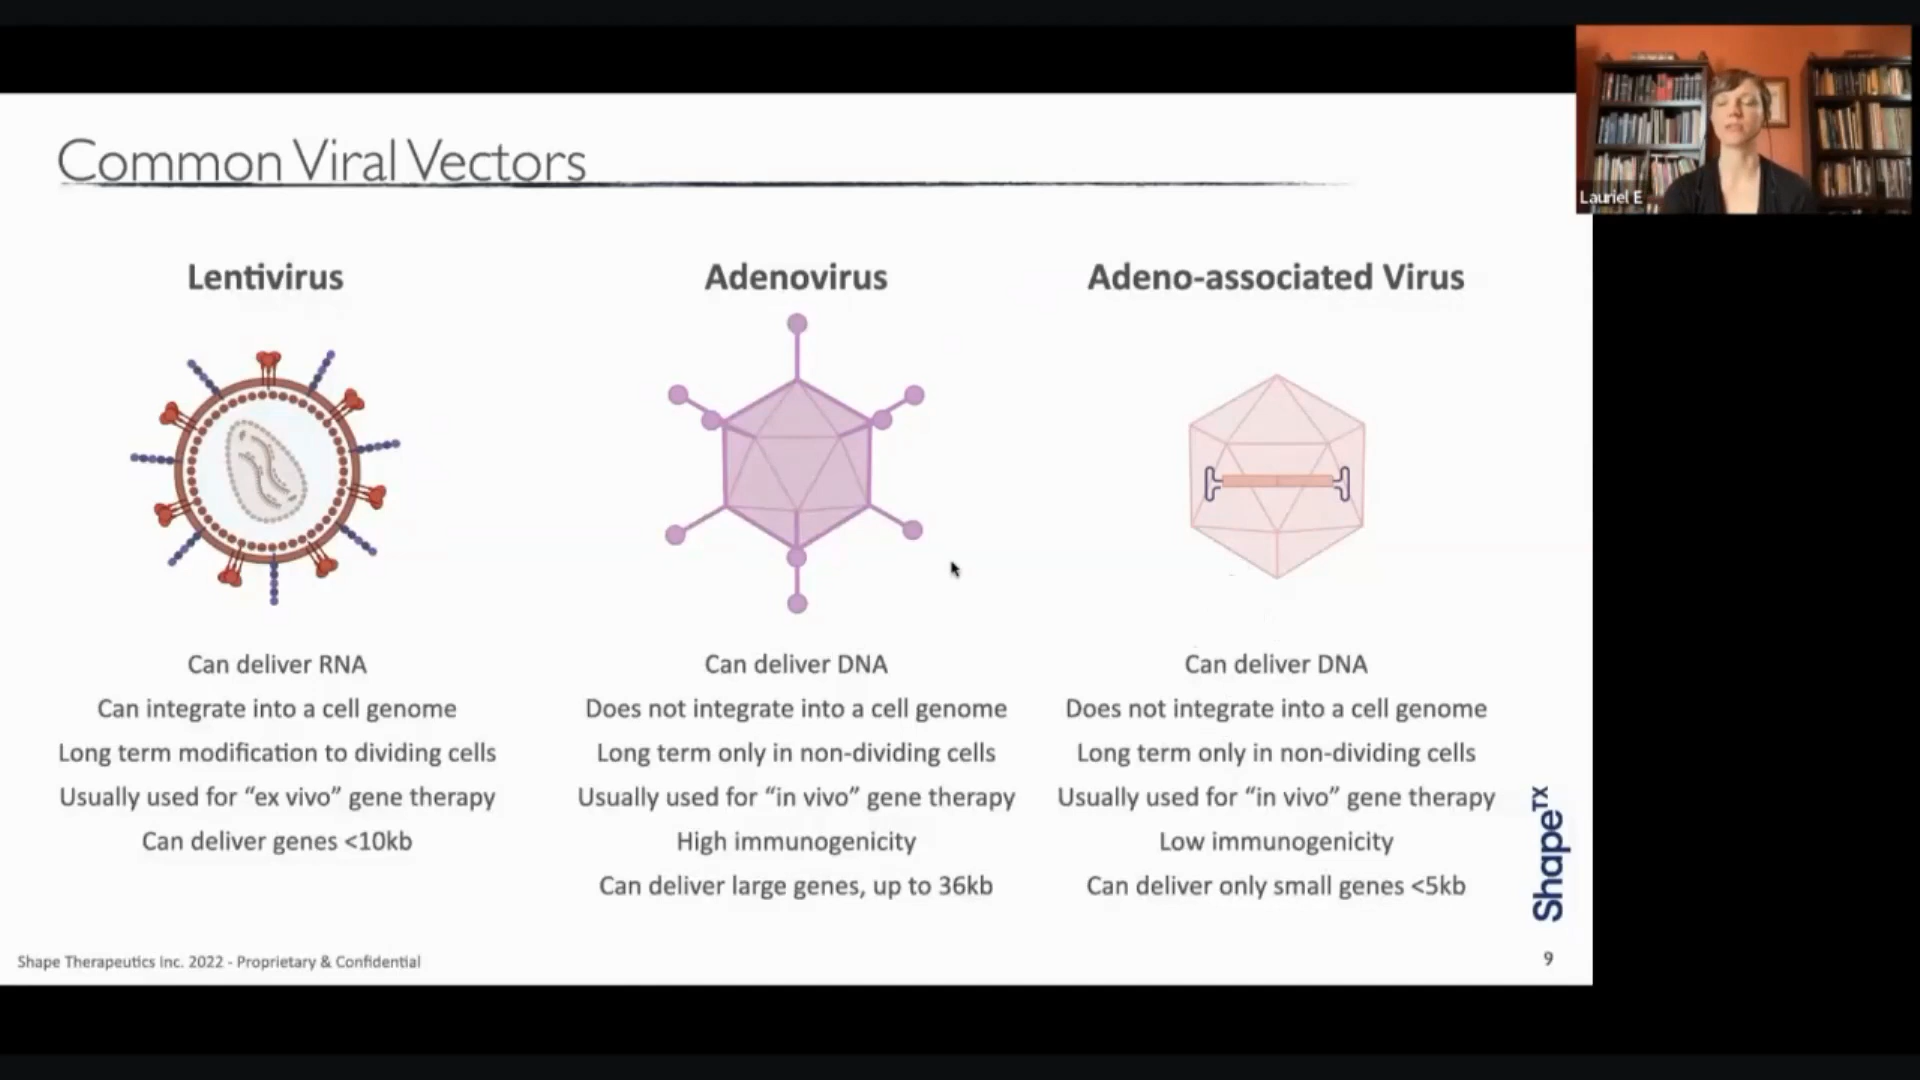 Common Viral Vectors
Lauriel E
Lentivirus
Can deliver RNA
Can integrate into a cell genome
Long term modification to dividing cells
Usually used for “ex vivo” gene therapy
Can deliver genes <10kb
Adenovirus
Can deliver DNA
Does not integrate into a cell genome
Long term only in non-dividing cells
Usually used for “in vivo” gene therapy
High immunogenicity
Can deliver large genes, up to 36kb
Adeno-associated Virus
Can deliver DNA
Does not integrate into a cell genome
Long term only in non-dividing cells
Usually used for “in vivo” gene therapy
Low immunogenicity
Can deliver only small genes <5kb
ShapeTX
Shape Therapeutics Inc. 2022 - Proprietary & Confidential
9